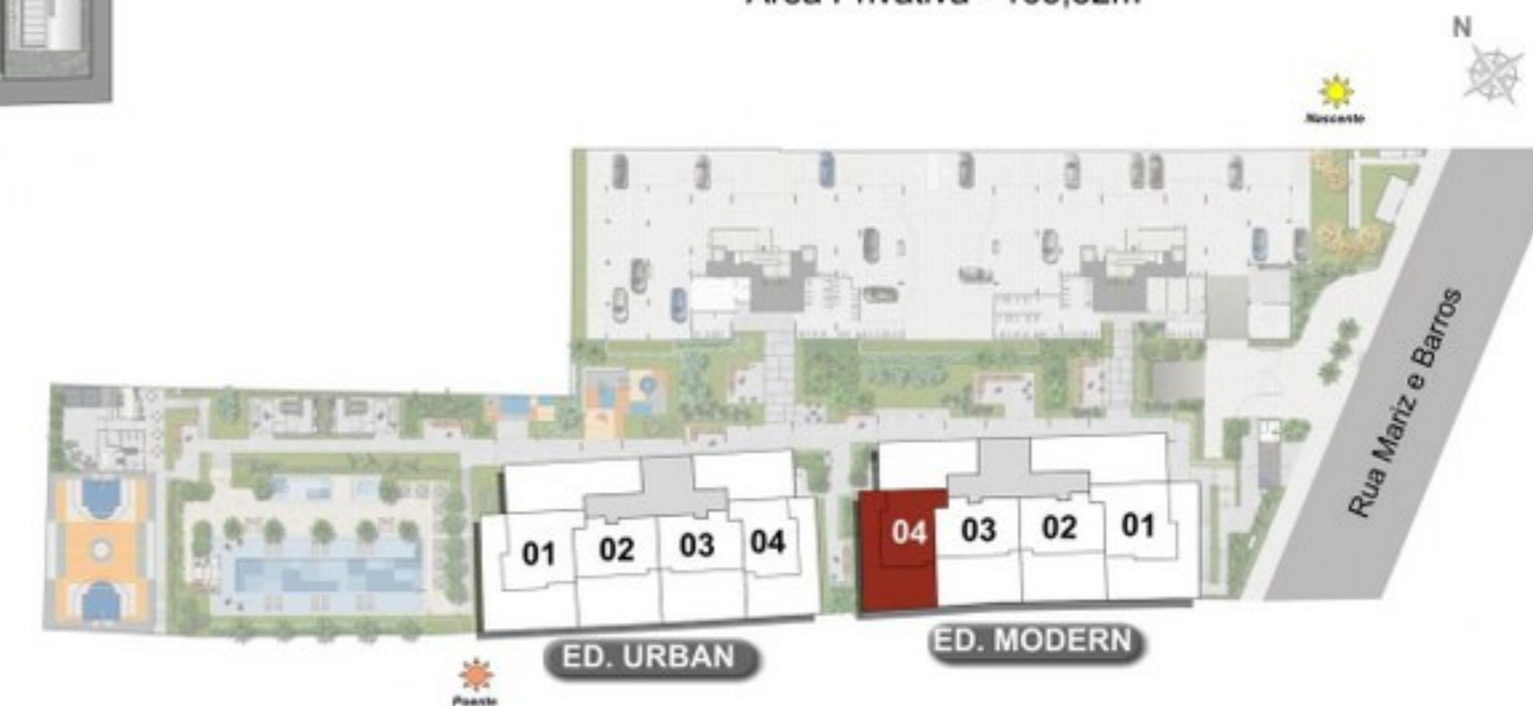 N
Nascente
Rua Mariz e Barros
01
02
03
04
04
03
02
01
ED. URBAN
ED. MODERN
Poente